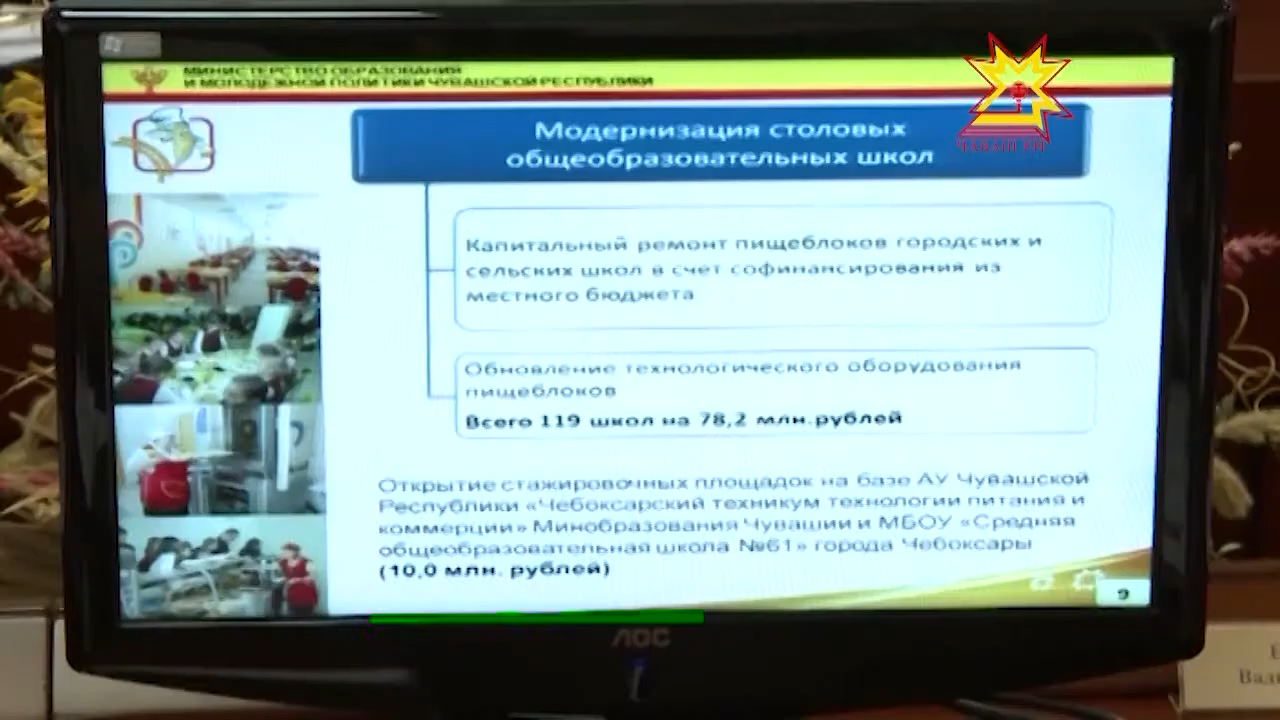 МИНИСТЕРСТВО ОБРАЗОВАНИЯ
И МОЛОДЕЖНОЙ ПОЛИТИКИ ЧУВАШСКОЙ РЕСПУБЛИКИ
Модернизация столовых
общеобразовательных школ
Капитальный ремонт пищеблоков городских и
сельских школ в счет софинансирования из
местного бюджета
Обновление технологического оборудования
пищеблоков
Всего 119 школ на 78,2 млн.рублей
Открытие стажировочных площадок на базе АУ Чувашской
Республики «Чебоксарский техникум технологии питания и
коммерции» Минобразования Чувашии и МБОУ «Средняя
общеобразовательная школа №61» города Чебоксары
(10,0 млн. рублей)
9
AOC